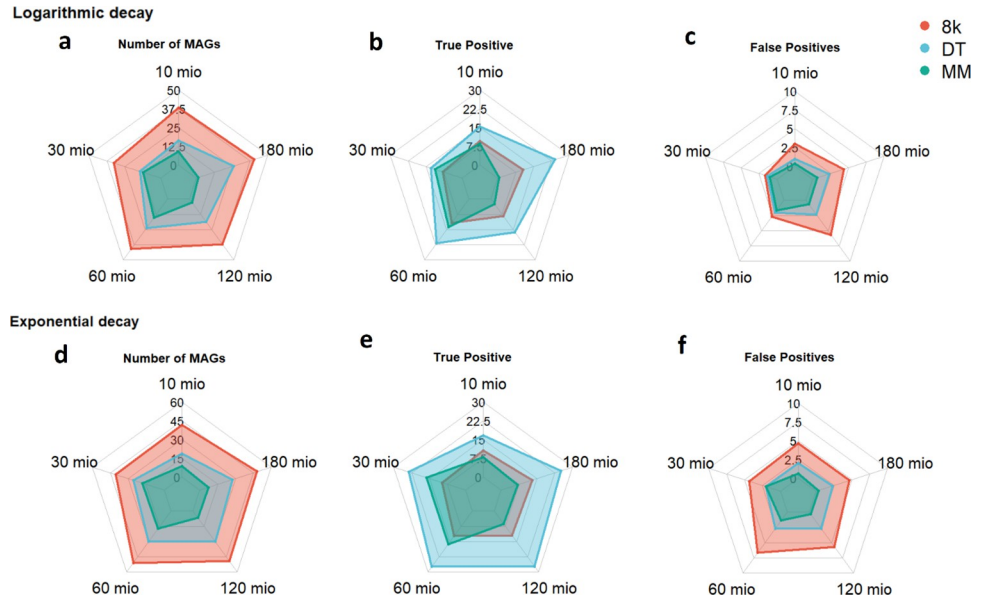 Logarithmic decay
a
Number of MAGs
10 mio
50
37.5
25
12.5
0
30 mio
180 mio
60 mio
120 mio
b
True Positive
10 mio
30
22.5
15
7.5
0
30 mio
180 mio
60 mio
120 mio
c
False Positives
10 mio
10
7.5
5
2.5
0
30 mio
180 mio
60 mio
120 mio
8k
DT
MM
Exponential decay
d
Number of MAGs
10 mio
60
45
30
15
0
30 mio
180 mio
60 mio
120 mio
e
True Positive
10 mio
30
22.5
15
7.5
0
30 mio
180 mio
60 mio
120 mio
f
False Positives
10 mio
10
7.5
5
2.5
0
30 mio
180 mio
60 mio
120 mio